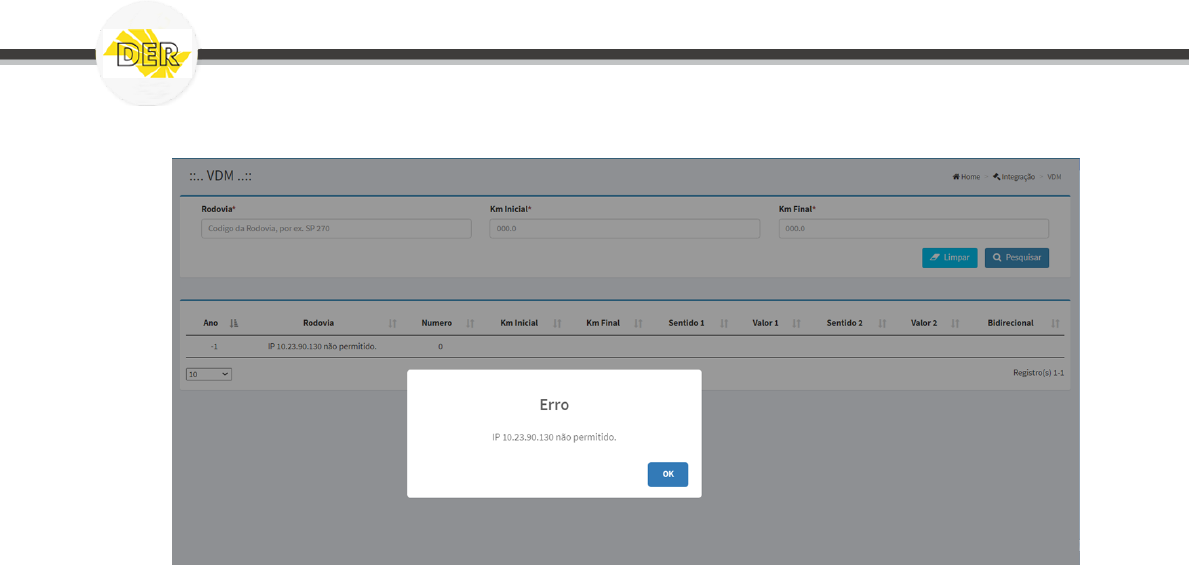 DER
::.. VDM ..::
Home > Integração > VDM
Rodovia* Km Inicial* Km Final*
Codigo da Rodovia, por ex. SP 270 000.0 000.0
Limpar Pesquisar
Ano Rodovia Numero Km Inicial Km Final Sentido 1 Valor 1 Sentido 2 Valor 2 Bidirecional
-1 IP 10.23.90.130 não permitido. 0
10 Registro(s) 1-1
Erro
IP 10.23.90.130 não permitido.
OK